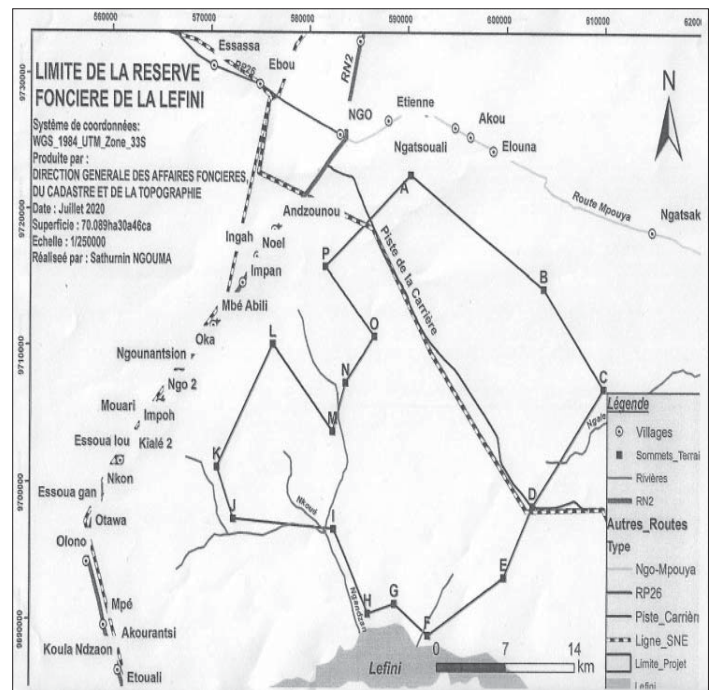 560000 570000 580000 590000 600000 610000 620000
LIMITE DE LA RESERVE
FONCIERE DE LA LEFINI
Système de coordonnées:
WGS_1984_UTM_Zone_33S
Produite par :
DIRECTION GENERALE DES AFFAIRES FONCIERES,
DU CADASTRE ET DE LA TOPOGRAPHIE
Date : Juillet 2020
Superficie : 70.089ha30a46ca
Echelle : 1/250000
Réaliseé par : Sathurnin NGOUMA
9730000
9720000
9710000
9700000
9690000
Essassa
RP26
Ebou
RN2
NGO
Etienne
Akou
Elouna
Ngatsouali
N
A
Route Mpouya
Ngatsak
Andzounou
Ingah
Noel
Impan
P
Piste de la Carrière
B
Mbé Abili
Oka
L
O
Ngounantsion
Ngo 2
N
C
Mouari
Impoh
Essoua lou
Kialé 2
M
Nkon
K
Essoua gan
Otawa
J
Nkoué
I
D
Olono
E
Mpé
Akourantsi
H
G
Ngandzan
F
Koula Ndzaon
Etouali
Lefini
0 7 14
km
Légende
Villages
Sommets_Terrai
Rivières
RN2
Autres_Routes
Type
Ngo-Mpouya
RP26
Piste_Carrièn
Ligne_SNE
Limite_Projet
Lefini